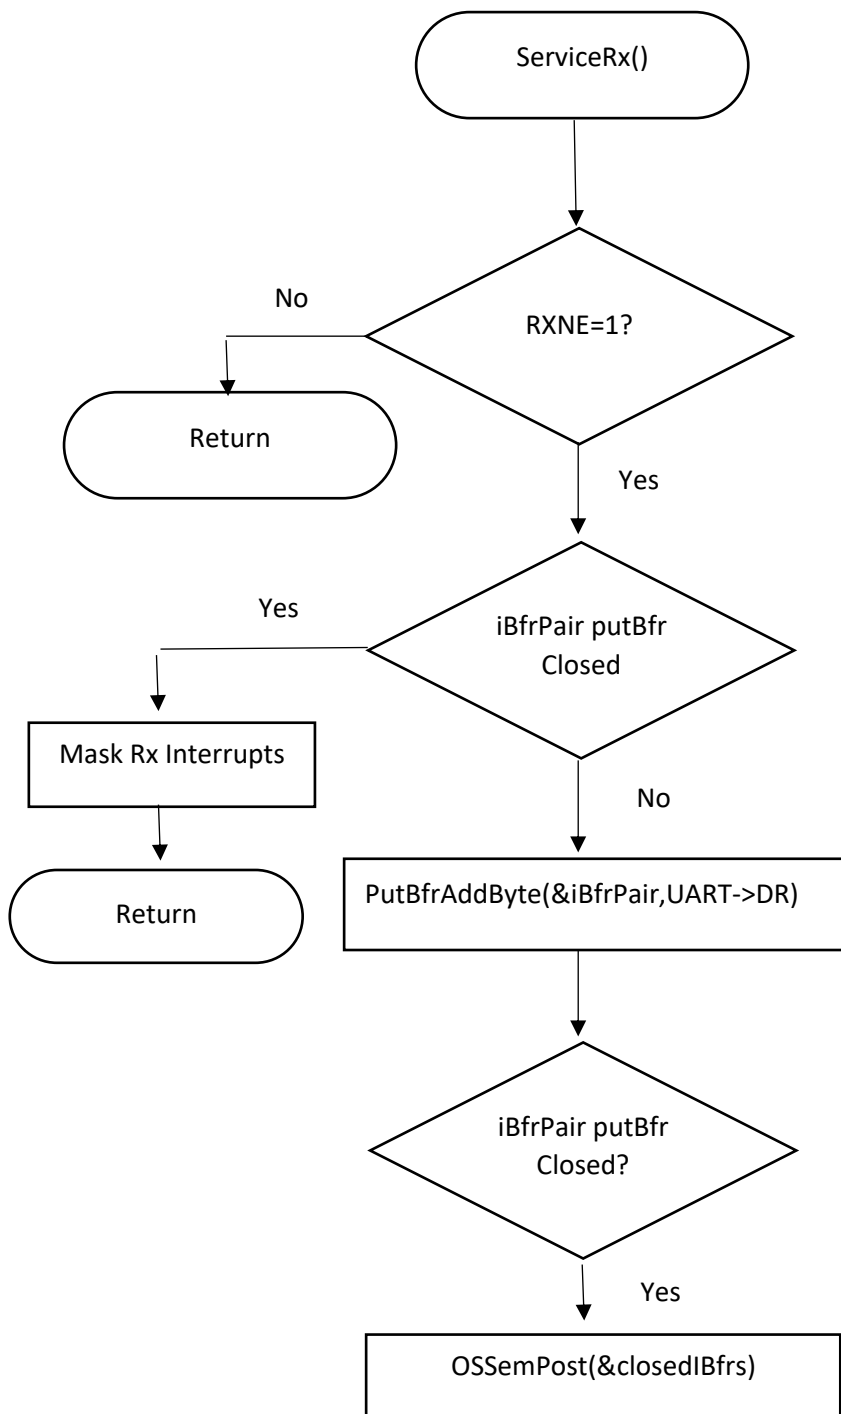 ServiceRx()
RXNE=1?
No
Return
Yes
iBfrPair putBfr
Closed
Yes
Mask Rx Interrupts
Return
No
PutBfrAddByte(&iBfrPair,UART->DR)
iBfrPair putBfr
Closed?
Yes
OSSemPost(&closedIBfrs)